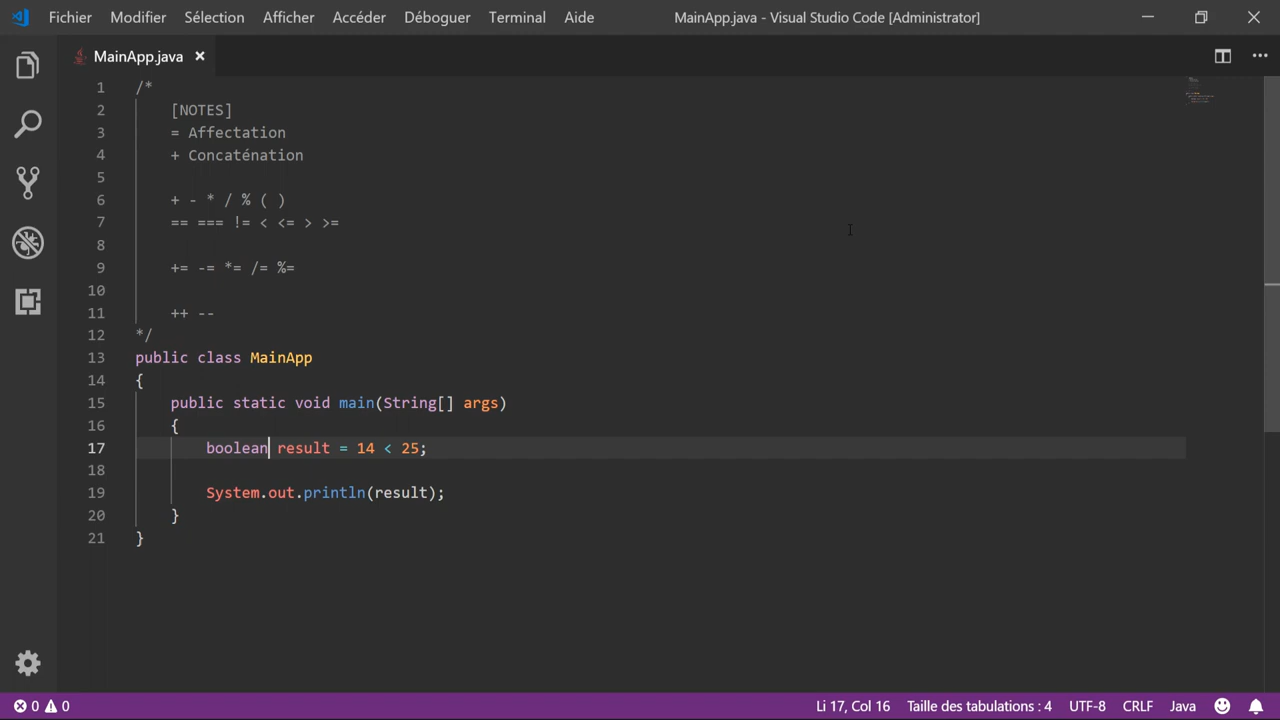 Fichier Modifier Sélection Afficher Accéder Déboguer Terminal Aide MainApp.java - Visual Studio Code [Administrator]
MainApp.java
1 /*
2 [NOTES]
3 = Affectation
4 + Concaténation
5
6 + - * / % ( )
7 == === != < <= > >=
8
9 += -= *= /= %=
10
11 ++ --
12 */
13 public class MainApp
14 {
15 public static void main(String[] args)
16 {
17 boolean result = 14 < 25;
18
19 System.out.println(result);
20 }
21 }
0 0 Li 17, Col 16 Taille des tabulations : 4 UTF-8 CRLF Java